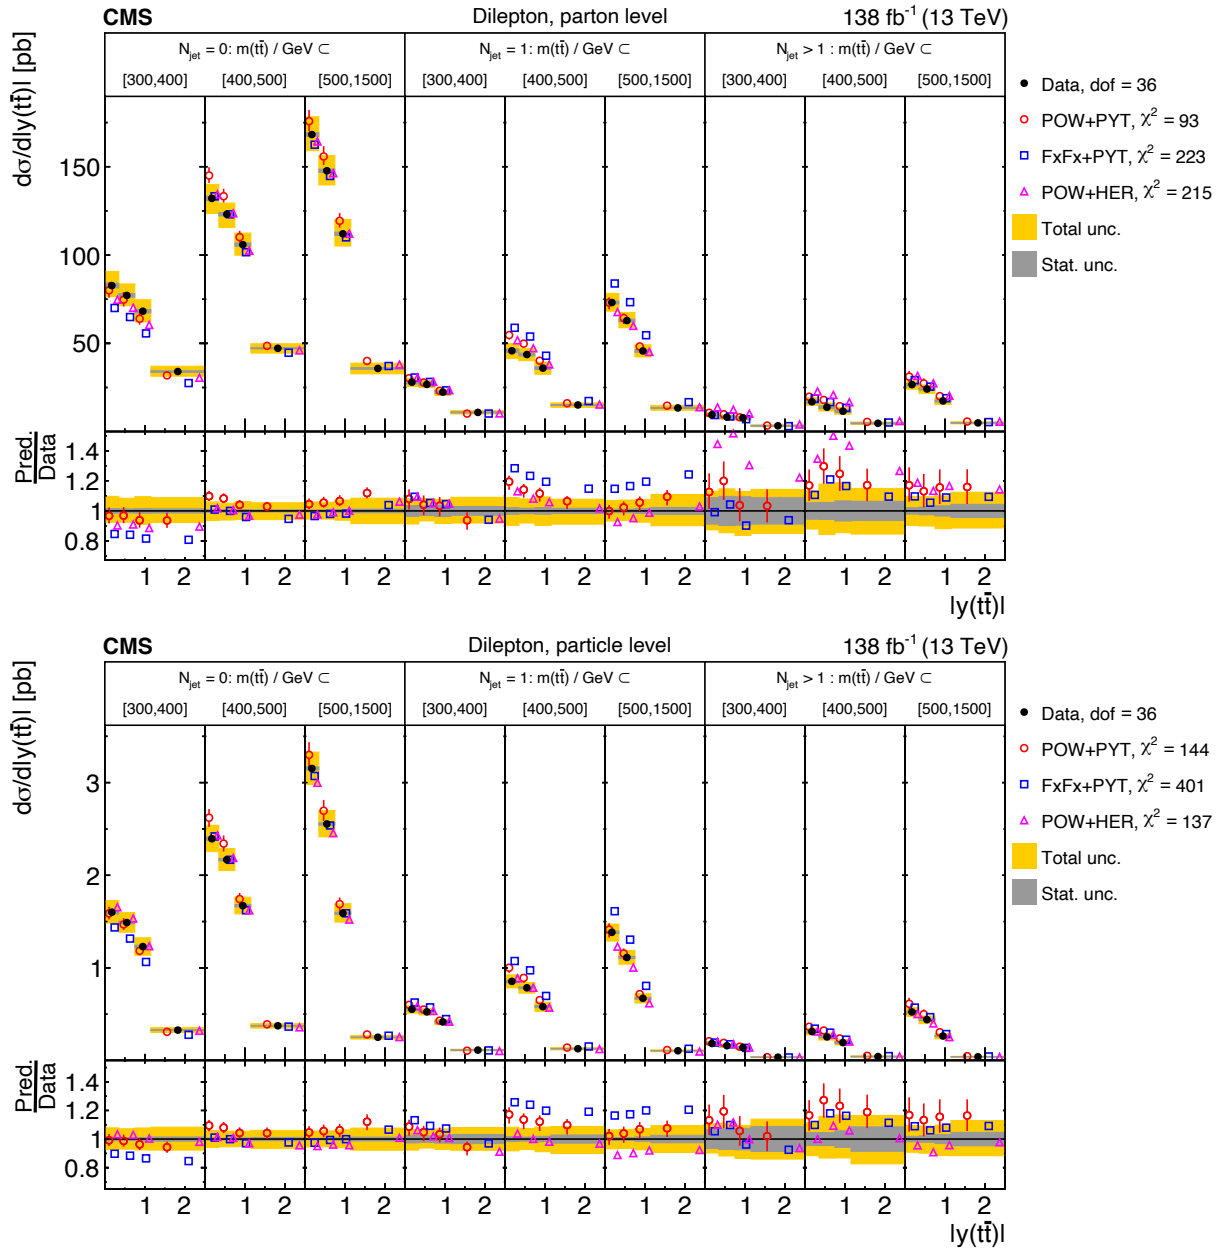 CMS Dilepton, parton level 138 fb⁻¹ (13 TeV)
dσ/d|y(tt̄)| [pb]
N_jet = 0: m(tt̄) / GeV ⊂ N_jet = 1: m(tt̄) / GeV ⊂ N_jet > 1 : m(tt̄) / GeV ⊂
[300,400] [400,500] [500,1500] [300,400] [400,500] [500,1500] [300,400] [400,500] [500,1500]
Data, dof = 36
POW+PYT, χ² = 93
FxFx+PYT, χ² = 223
POW+HER, χ² = 215
Total unc.
Stat. unc.
150
100
50
Pred.
Data
1.4
1.2
1
0.8
1 2 1 2 1 2 1 2 1 2 1 2 1 2 1 2 1 2
|y(tt̄)|
CMS Dilepton, particle level 138 fb⁻¹ (13 TeV)
dσ/d|y(tt̄)| [pb]
N_jet = 0: m(tt̄) / GeV ⊂ N_jet = 1: m(tt̄) / GeV ⊂ N_jet > 1 : m(tt̄) / GeV ⊂
[300,400] [400,500] [500,1500] [300,400] [400,500] [500,1500] [300,400] [400,500] [500,1500]
Data, dof = 36
POW+PYT, χ² = 144
FxFx+PYT, χ² = 401
POW+HER, χ² = 137
Total unc.
Stat. unc.
3
2
1
Pred.
Data
1.4
1.2
1
0.8
1 2 1 2 1 2 1 2 1 2 1 2 1 2 1 2 1 2
|y(tt̄)|